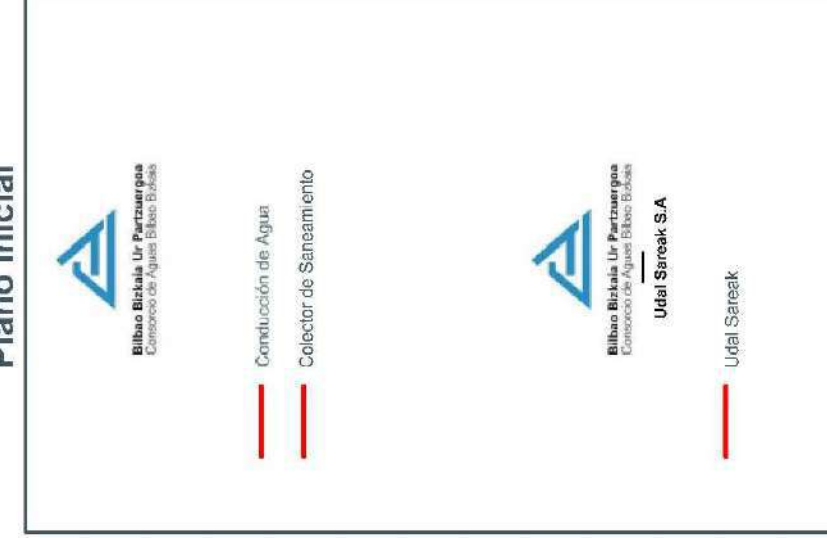 Plano Inicial
Bilbao Bizkaia Ur Partzuergoa
Consorcio de Aguas Bilbao Bizkaia
Conducción de Agua
Colector de Saneamiento
Bilbao Bizkaia Ur Partzuergoa
Consorcio de Aguas Bilbao Bizkaia
Udal Sareak S.A
Udal Sareak